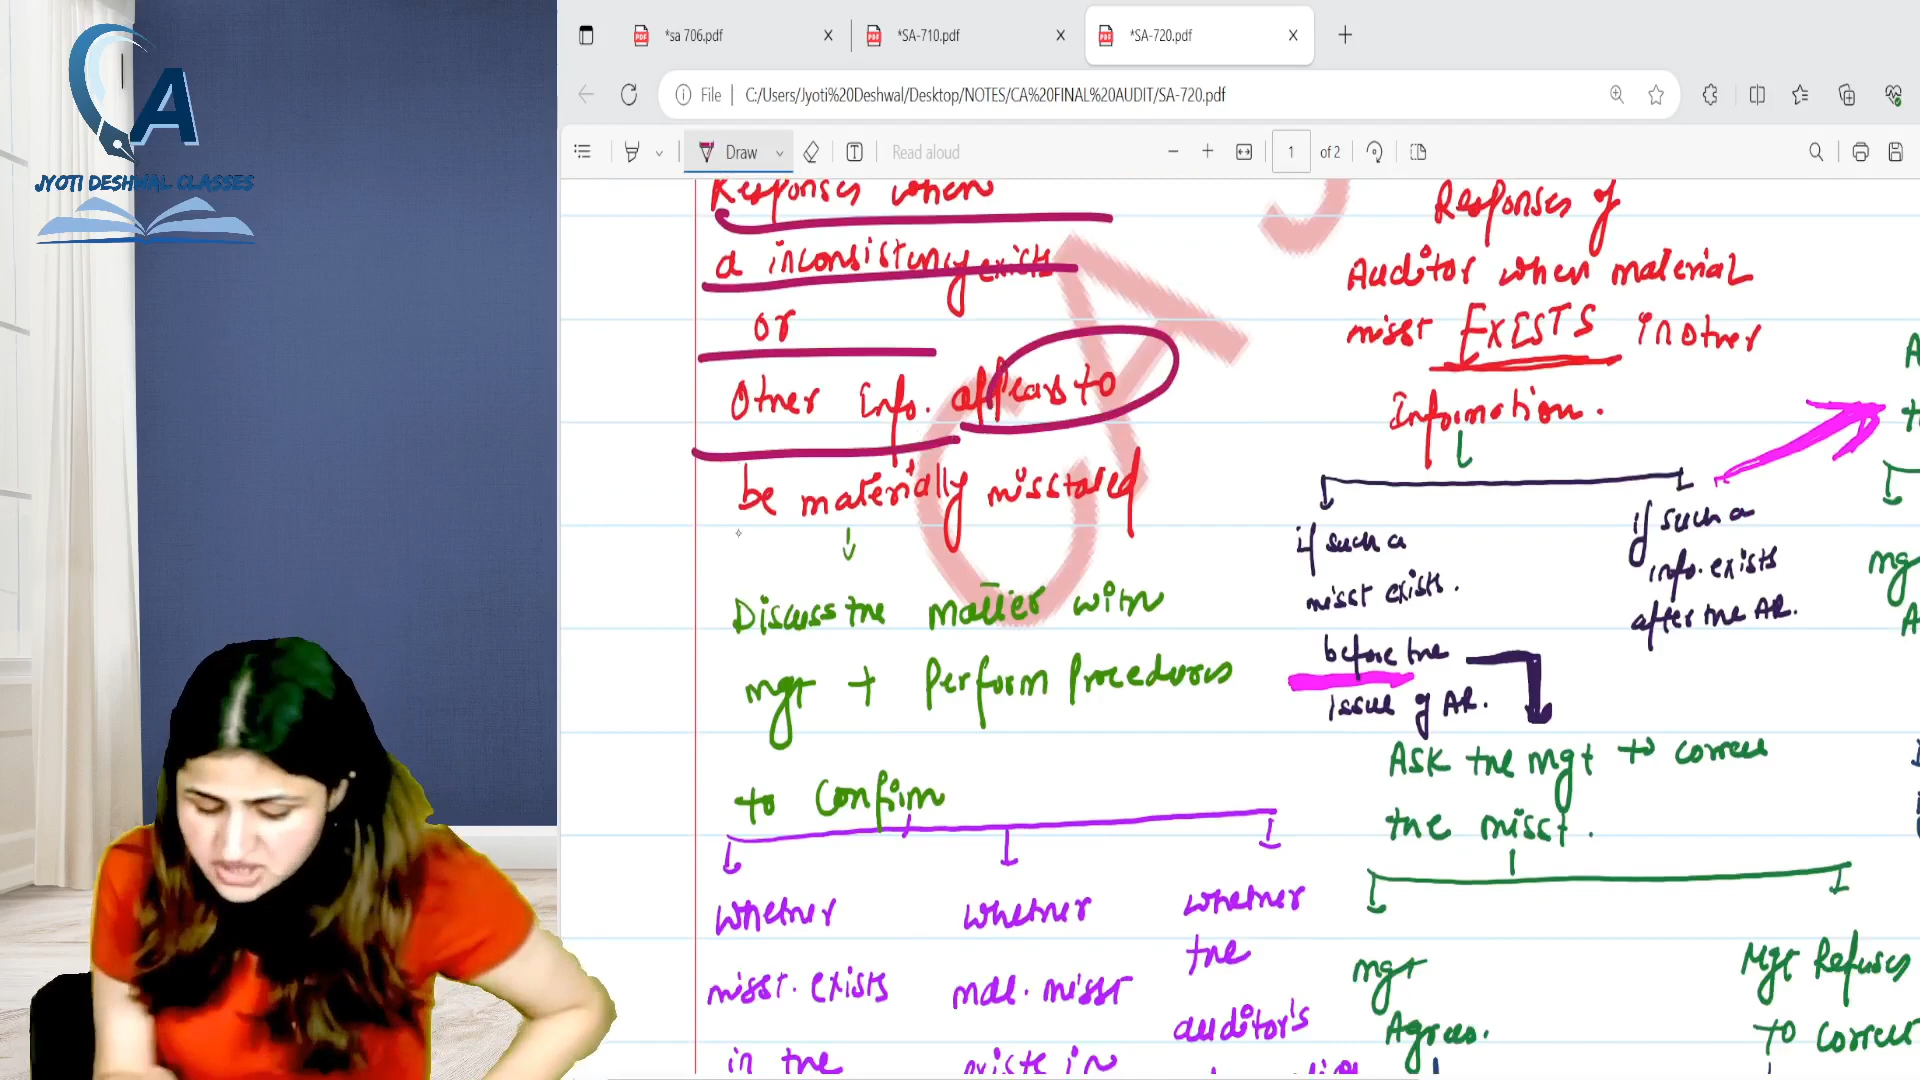 CA
JYOTI DESHWAL CLASSES
*sa 706.pdf
*SA-710.pdf
*SA-720.pdf
File
C:/Users/Jyoti%20Deshwal/Desktop/NOTES/CA%20FINAL%20AUDIT/SA-720.pdf
Draw
Read aloud
1
of 2
Responses where
a inconsistency exists
or
Other Info. appears to
be materially misstated
Discuss the matter with
mgt + Perform Procedures
to Confirm
whether
misst. exists
in the
whether
mat. misst
exists in
whether
the
auditor's
Responses of
Auditor when material
misst EXISTS in other
Information.
if such a
misst exists.
before the
issue of AR.
if such a
info. exists
after the AR.
Ask the mgt to correct
the misst.
mgt
Agrees.
Mgt Refuses
to correct
mg
CA